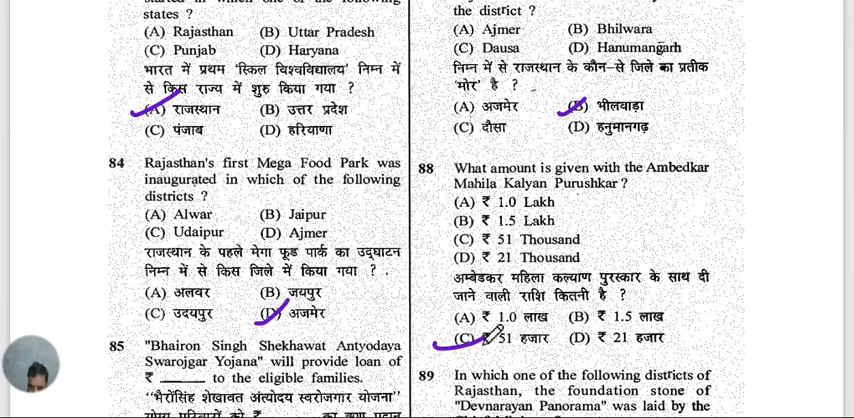 states ?
(A) Rajasthan (B) Uttar Pradesh
(C) Punjab (D) Haryana
भारत में प्रथम 'स्किल विश्वविद्यालय' निम्न में
से किस राज्य में शुरु किया गया ?
(A) राजस्थान (B) उत्तर प्रदेश
(C) पंजाब (D) हरियाणा
84 Rajasthan's first Mega Food Park was
inaugurated in which of the following
districts ?
(A) Alwar (B) Jaipur
(C) Udaipur (D) Ajmer
राजस्थान के पहले मेगा फूड पार्क का उद्घाटन
निम्न में से किस जिले में किया गया ?
(A) अलवर (B) जयपुर
(C) उदयपुर (D) अजमेर
85 "Bhairon Singh Shekhawat Antyodaya
Swarojgar Yojana" will provide loan of
₹ ______ to the eligible families.
''भैरोंसिंह शेखावत अंत्योदय स्वरोजगार योजना''
the district ?
(A) Ajmer (B) Bhilwara
(C) Dausa (D) Hanumangarh
निम्न में से राजस्थान के कौन-से जिले का प्रतीक
'मोर' है ?
(A) अजमेर (B) भीलवाड़ा
(C) दौसा (D) हनुमानगढ़
88 What amount is given with the Ambedkar
Mahila Kalyan Purushkar ?
(A) ₹ 1.0 Lakh
(B) ₹ 1.5 Lakh
(C) ₹ 51 Thousand
(D) ₹ 21 Thousand
अम्बेडकर महिला कल्याण पुरस्कार के साथ दी
जाने वाली राशि कितनी है ?
(A) ₹ 1.0 लाख (B) ₹ 1.5 लाख
(C) ₹ 51 हजार (D) ₹ 21 हजार
89 In which one of the following districts of
Rajasthan, the foundation stone of
"Devnarayan Panorama" was laid by the